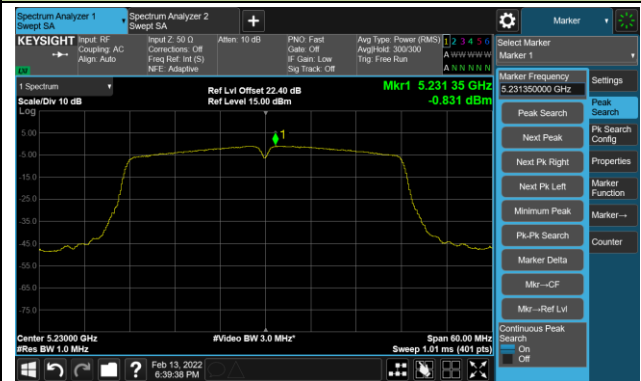 Spectrum Analyzer 1
Swept SA
Spectrum Analyzer 2
Swept SA
Marker
KEYSIGHT
Input: RF
Coupling: AC
Align: Auto
Input Z: 50 Ω
Corrections: Off
Freq Ref: Int (S)
NFE: Adaptive
Atten: 10 dB
PNO: Fast
Gate: Off
IF Gain: Low
Sig Track: Off
Avg Type: Power (RMS)
Avg|Hold: 300/300
Trig: Free Run
1 2 3 4 5 6
A W W W W W
A N N N N N
Select Marker
Marker 1
1 Spectrum
Scale/Div 10 dB
Log
Ref Lvl Offset 22.40 dB
Ref Level 15.00 dBm
Mkr1 5.231 35 GHz
-0.831 dBm
1
5.00
-5.00
-15.0
-25.0
-35.0
-45.0
-55.0
-65.0
-75.0
Center 5.23000 GHz
#Res BW 1.0 MHz
#Video BW 3.0 MHz*
Span 60.00 MHz
Sweep 1.01 ms (401 pts)
Marker Frequency
5.231350000 GHz
Peak Search
Next Peak
Next Pk Right
Next Pk Left
Minimum Peak
Pk-Pk Search
Marker Delta
Mkr→CF
Mkr→Ref Lvl
Continuous Peak
Search
On
Off
Settings
Peak
Search
Pk Search
Config
Properties
Marker
Function
Marker→
Counter
?
Feb 13, 2022
6:39:38 PM